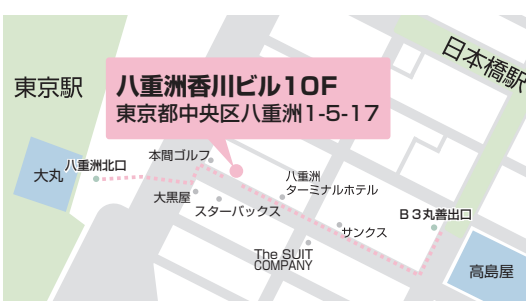 日本橋駅
東京駅
八重洲香川ビル10F
東京都中央区八重洲1-5-17
本間ゴルフ
八重洲北口
大丸
八重洲
ターミナルホテル
大黒屋
スターバックス
B3丸善出口
サンクス
The SUIT
COMPANY
高島屋